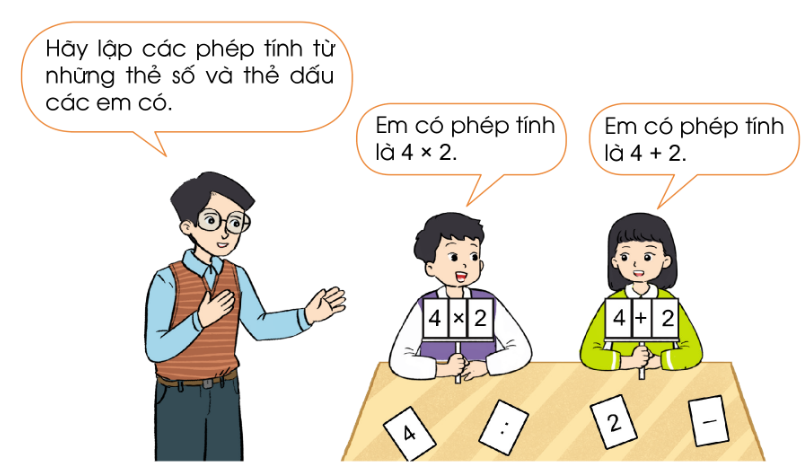 Hãy lập các phép tính từ
những thẻ số và thẻ dấu
các em có.
Em có phép tính
là 4 × 2.
Em có phép tính
là 4 + 2.
4 × 2
4 + 2
4
:
2
−